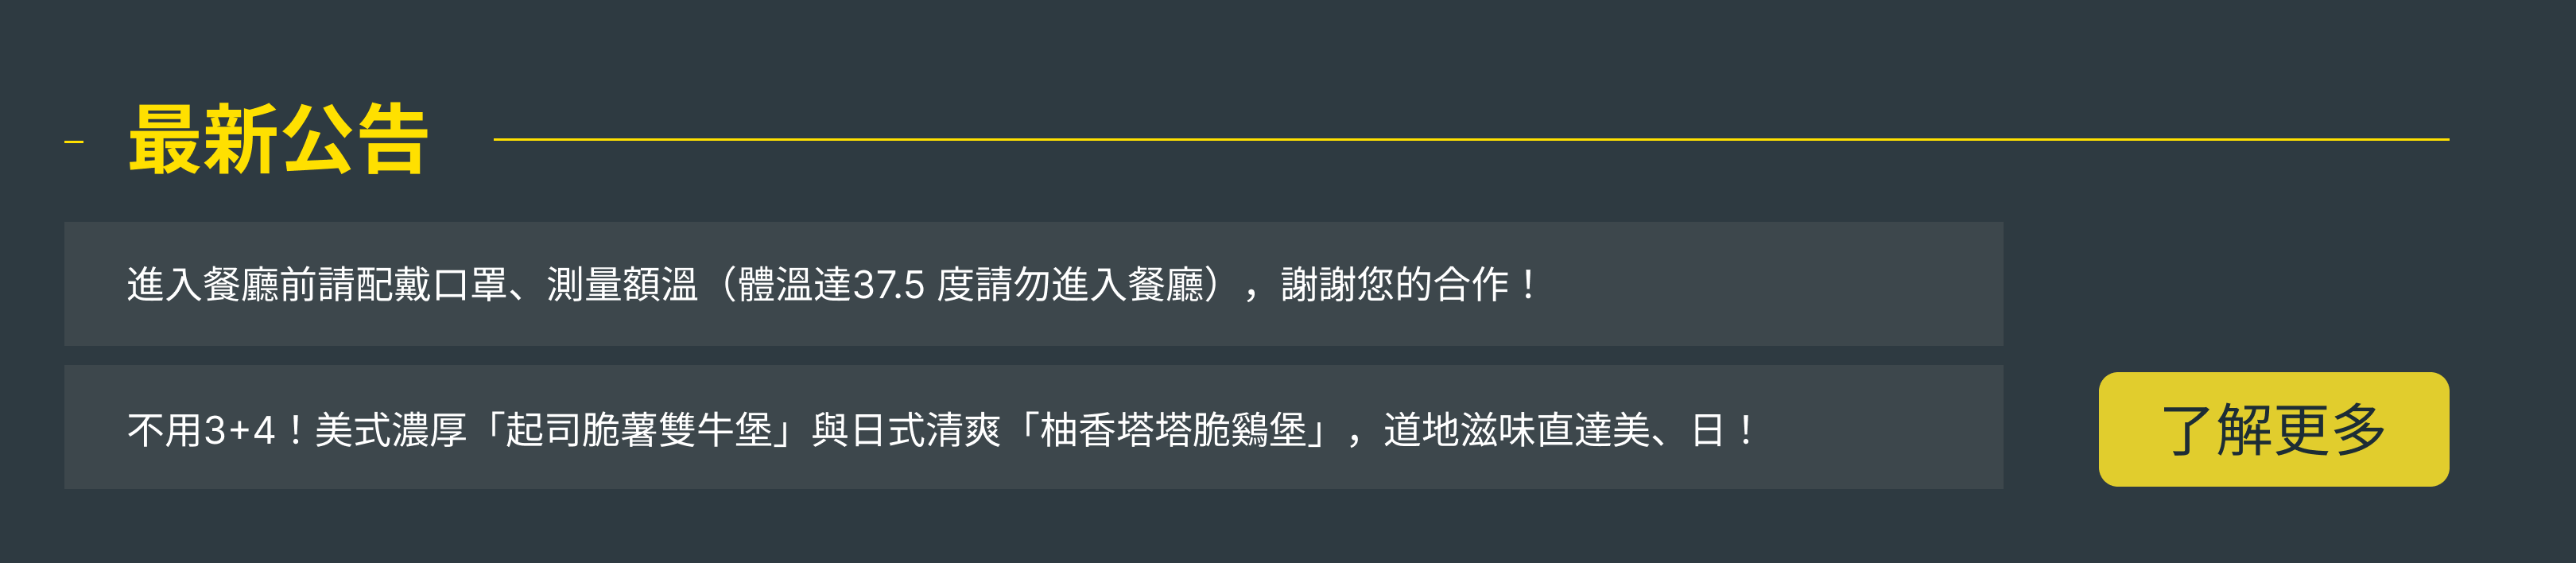 最新公告
進入餐廳前請配戴口罩、測量額溫（體溫達37.5 度請勿進入餐廳），謝謝您的合作！
不用3+4！美式濃厚「起司脆薯雙牛堡」與日式清爽「柚香塔塔脆鷄堡」，道地滋味直達美、日！
了解更多